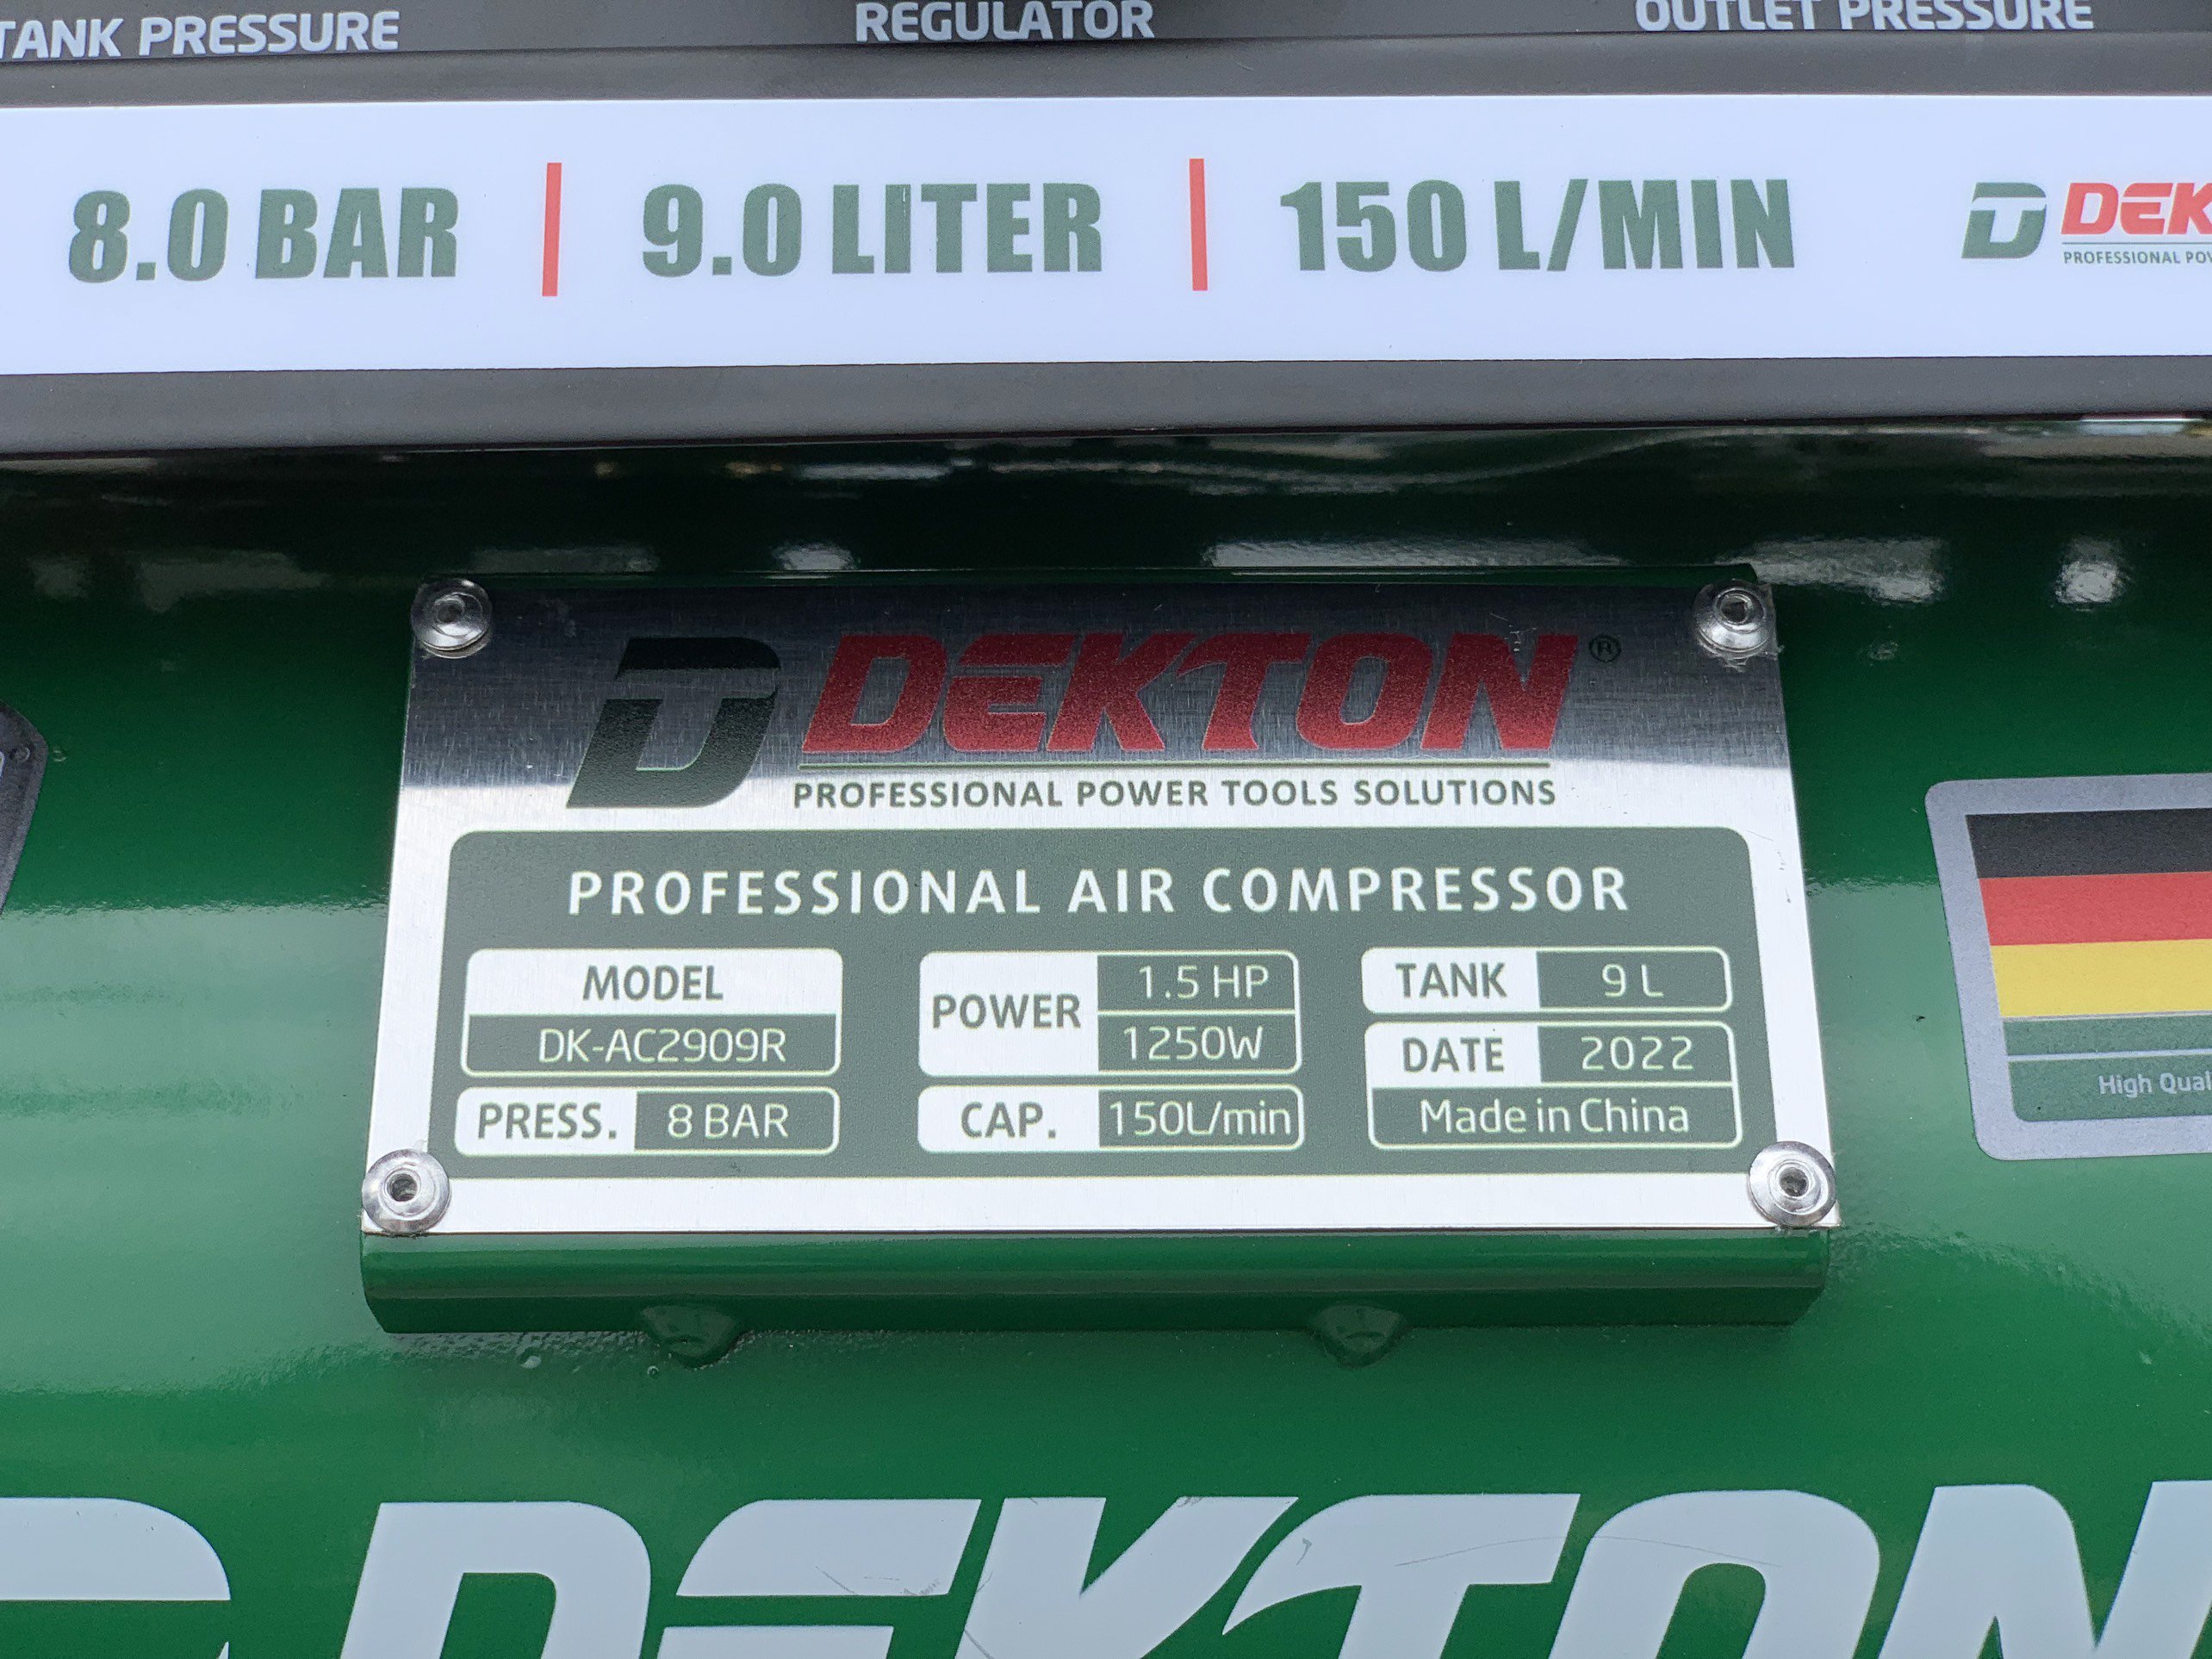 TANK PRESSURE
REGULATOR
OUTLET PRESSURE
8.0 BAR | 9.0 LITER | 150 L/MIN
DEKTON®
PROFESSIONAL POWER TOOLS SOLUTIONS
PROFESSIONAL AIR COMPRESSOR
MODEL
DK-AC2909R
PRESS. 8 BAR
POWER 1.5 HP
1250W
CAP. 150L/min
TANK 9 L
DATE 2022
Made in China
High
DEKTON